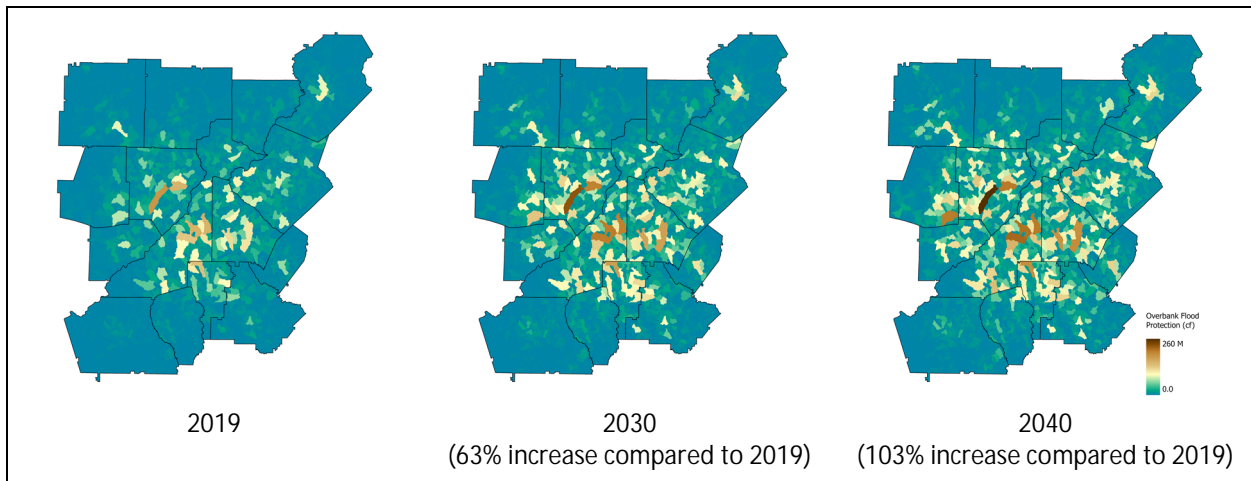 Overbank Flood
Protection (cf)
260 M
0.0
2019
2030
(63% increase compared to 2019)
2040
(103% increase compared to 2019)